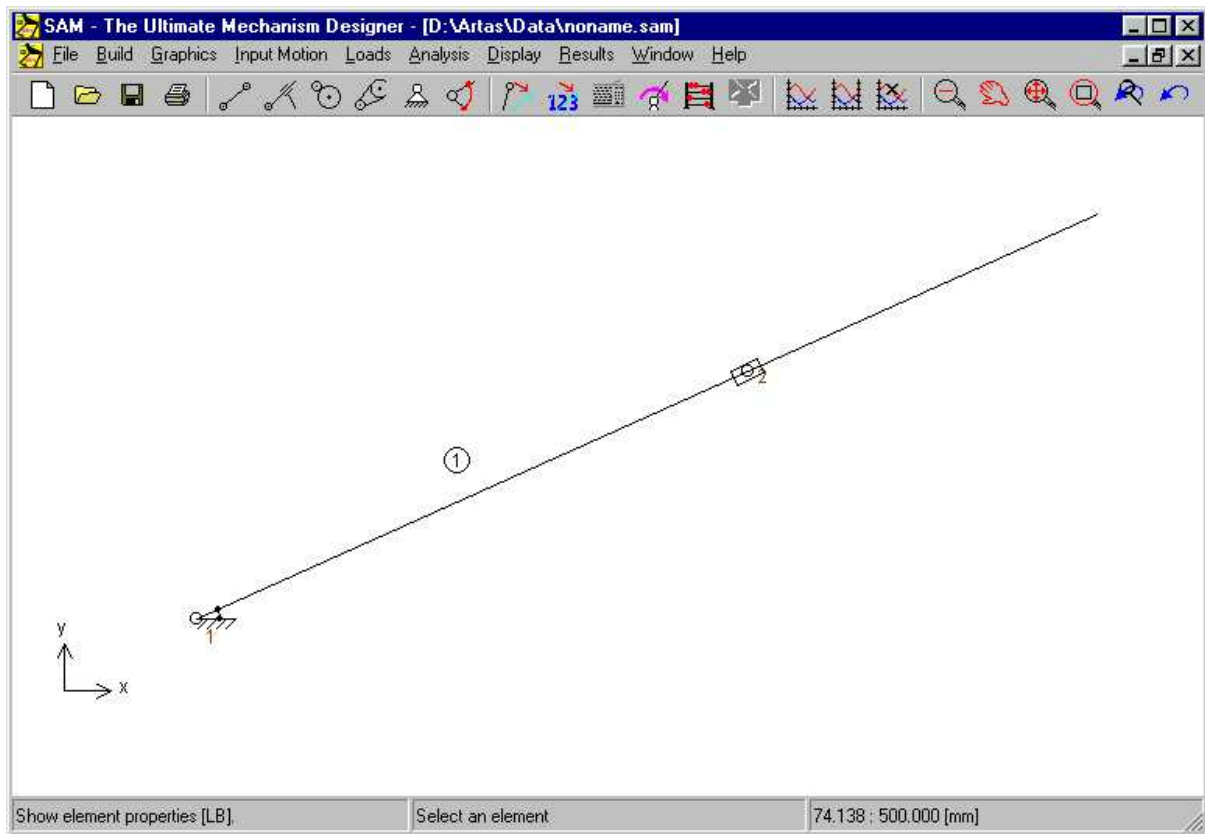 SAM - The Ultimate Mechanism Designer - [D:\Artas\Data\noname.sam]
File Build Graphics Input Motion Loads Analysis Display Results Window Help
123
2
1
1
y
x
Show element properties [LB], Select an element 74.138 : 500.000 [mm]